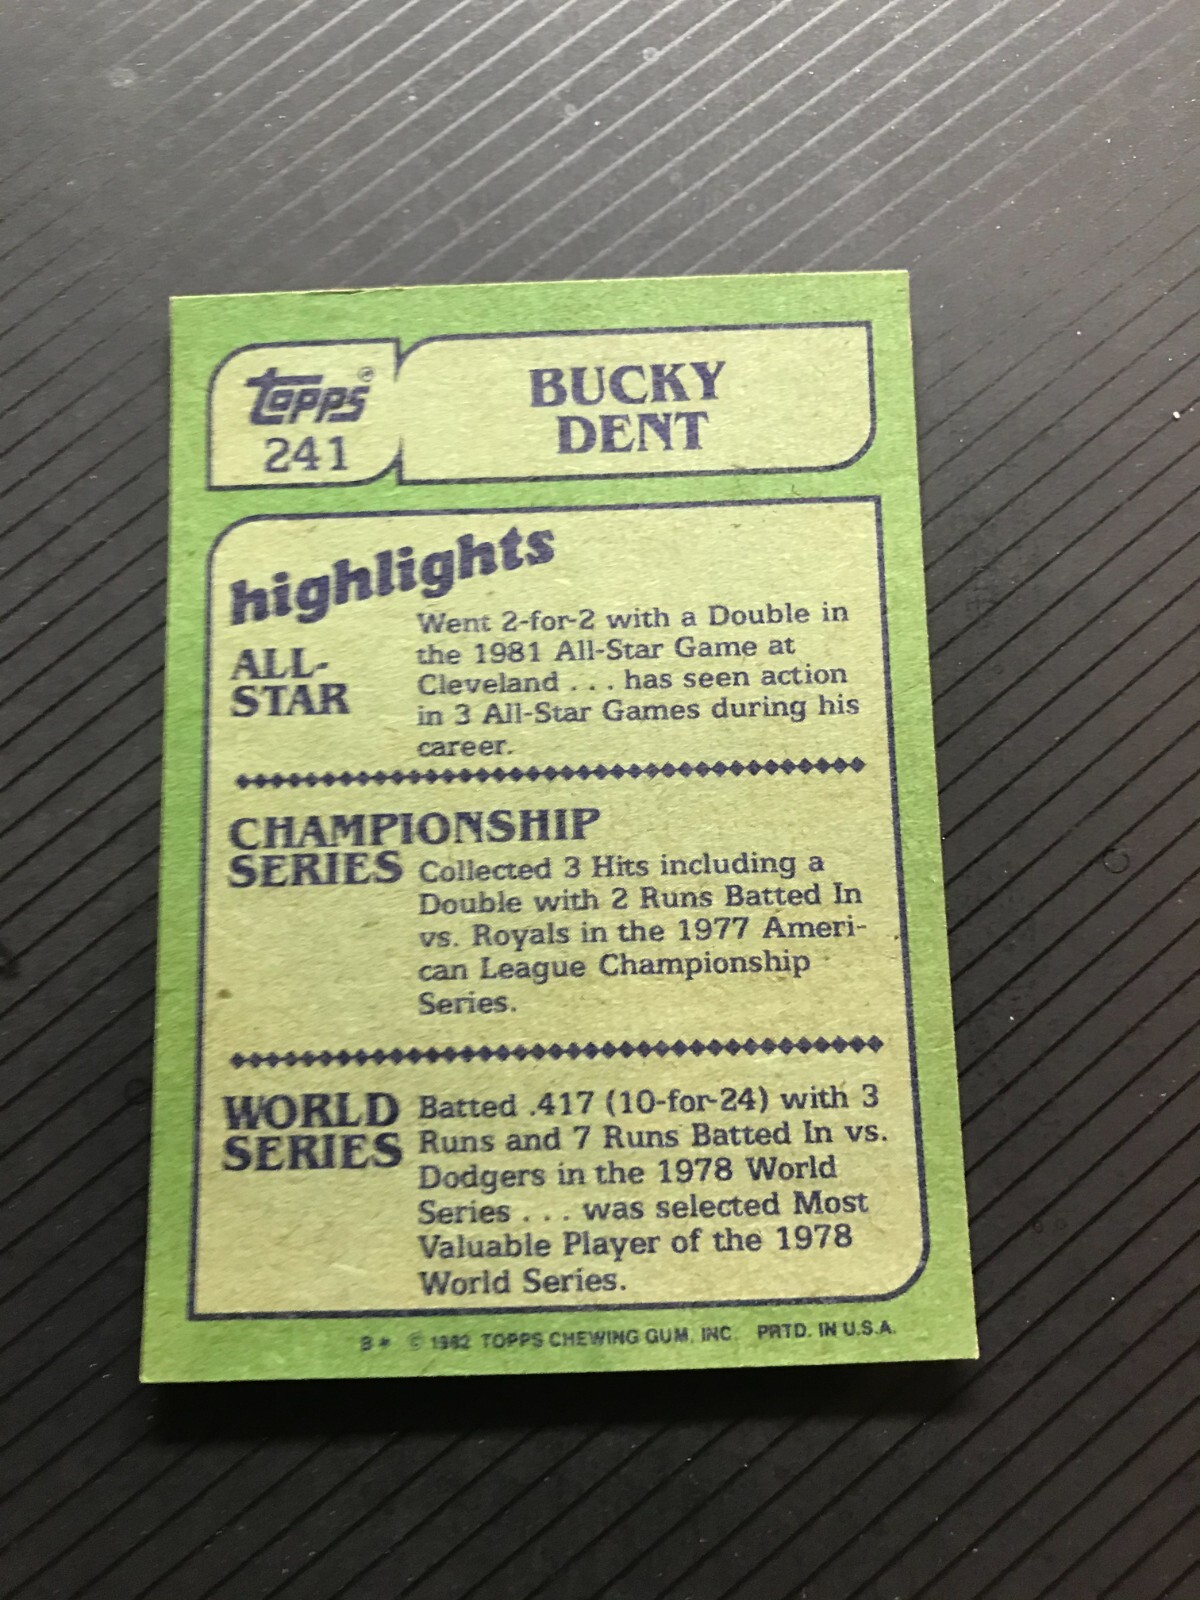 Topps®
241
BUCKY
DENT
highlights
ALL-
STAR
Went 2-for-2 with a Double in
the 1981 All-Star Game at
Cleveland . . . has seen action
in 3 All-Star Games during his
career.
CHAMPIONSHIP
SERIES
Collected 3 Hits including a
Double with 2 Runs Batted In
vs. Royals in the 1977 Ameri-
can League Championship
Series.
WORLD
SERIES
Batted .417 (10-for-24) with 3
Runs and 7 Runs Batted In vs.
Dodgers in the 1978 World
Series . . . was selected Most
Valuable Player of the 1978
World Series.
B* © 1982 TOPPS CHEWING GUM, INC. PRTD. IN U.S.A.